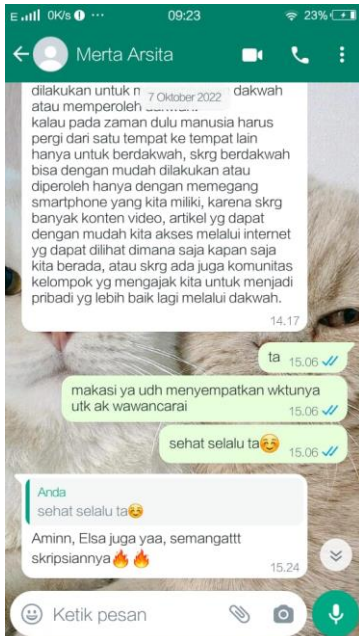 E 0K/s ··· 09:23 23%
Merta Arsita
7 Oktober 2022
dilakukan untuk dakwah
atau memperoleh
kalau pada zaman dulu manusia harus
pergi dari satu tempat ke tempat lain
hanya untuk berdakwah, skrg berdakwah
bisa dengan mudah dilakukan atau
diperoleh hanya dengan memegang
smartphone yang kita miliki, karena skrg
banyak konten video, artikel yg dapat
dengan mudah kita akses melalui internet
yg dapat dilihat dimana saja kapan saja
kita berada, atau skrg ada juga komunitas
kelompok yg mengajak kita untuk menjadi
pribadi yg lebih baik lagi melalui dakwah.
14.17
ta 15.06
makasi ya udh menyempatkan wktunya
utk ak wawancarai
15.06
sehat selalu ta☺️ 15.06
Anda
sehat selalu ta☺️
Aminn, Elsa juga yaa, semangattt
skripsiannya🔥🔥
15.24
Ketik pesan